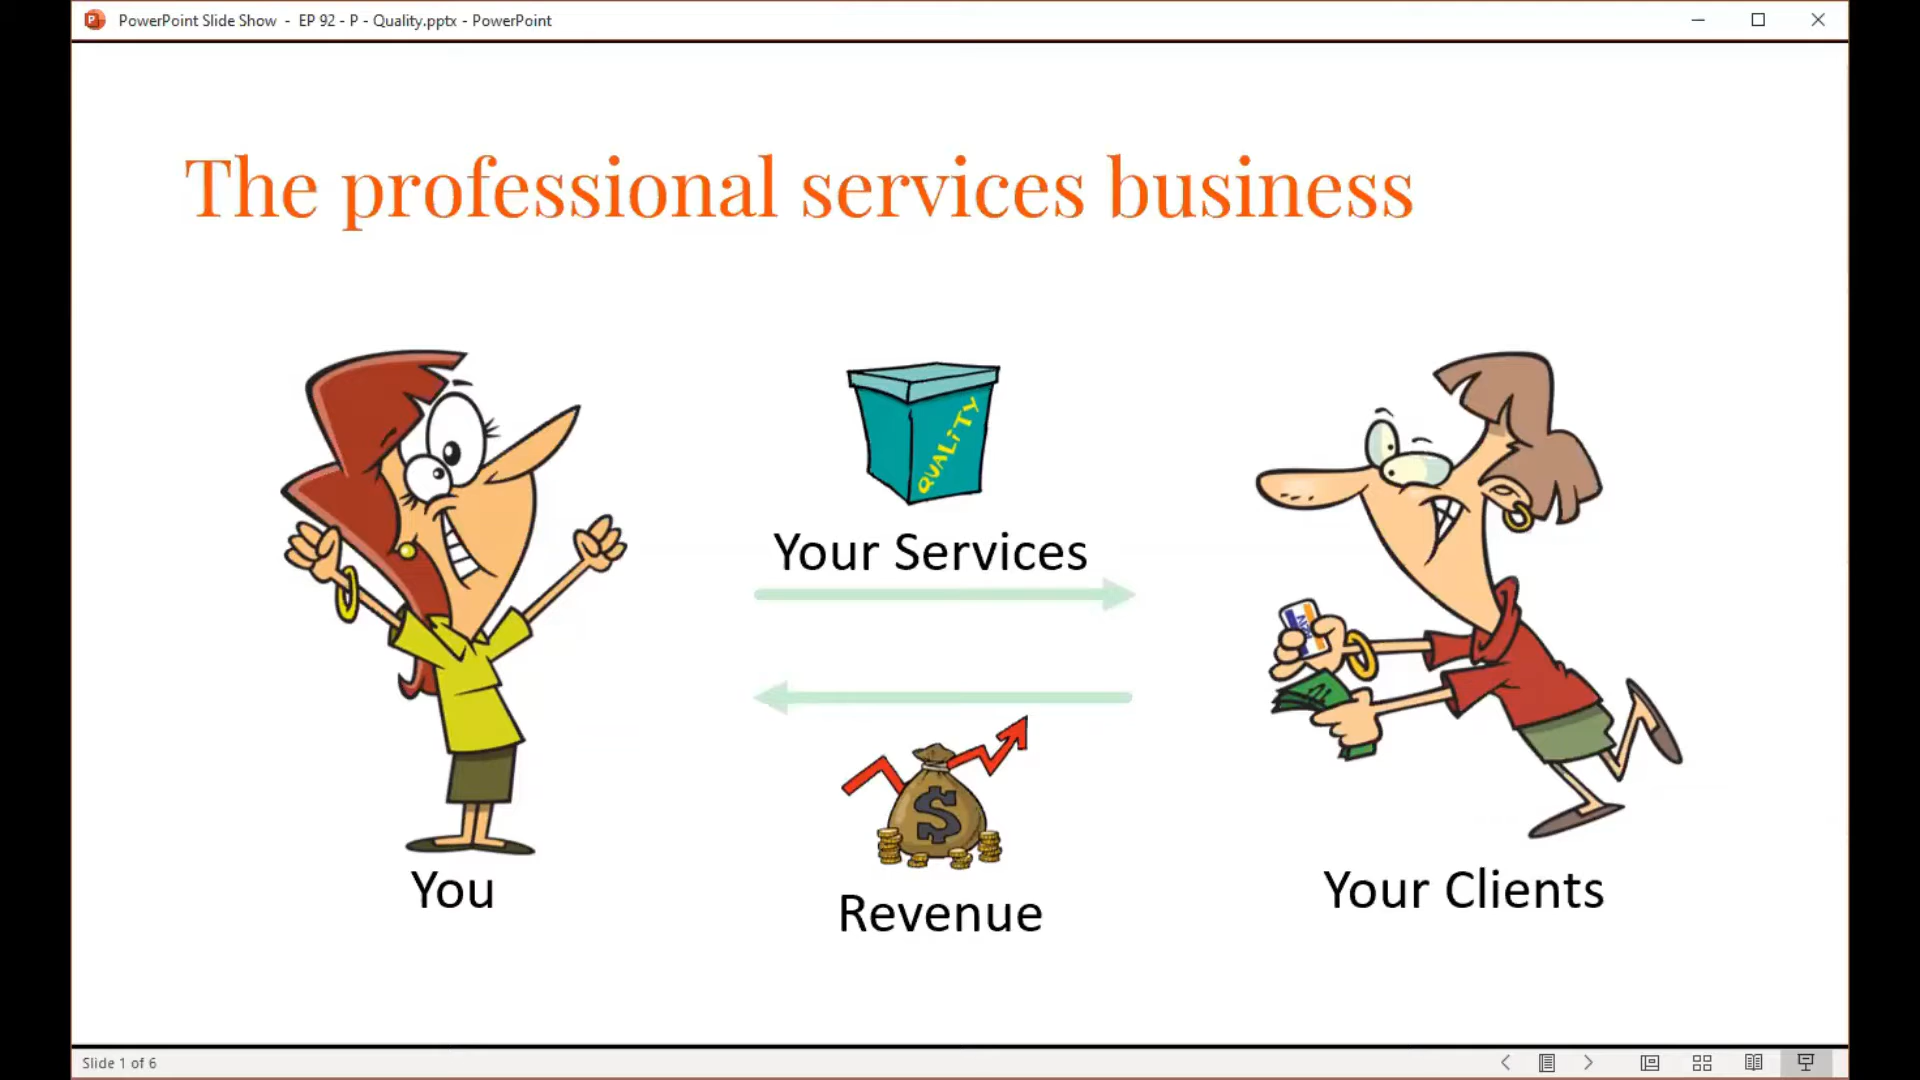 PowerPoint Slide Show - EP 92 - P - Quality.pptx - PowerPoint
The professional services business
QUALiTY
Your Services
$
You
Revenue
Your Clients
Slide 1 of 6